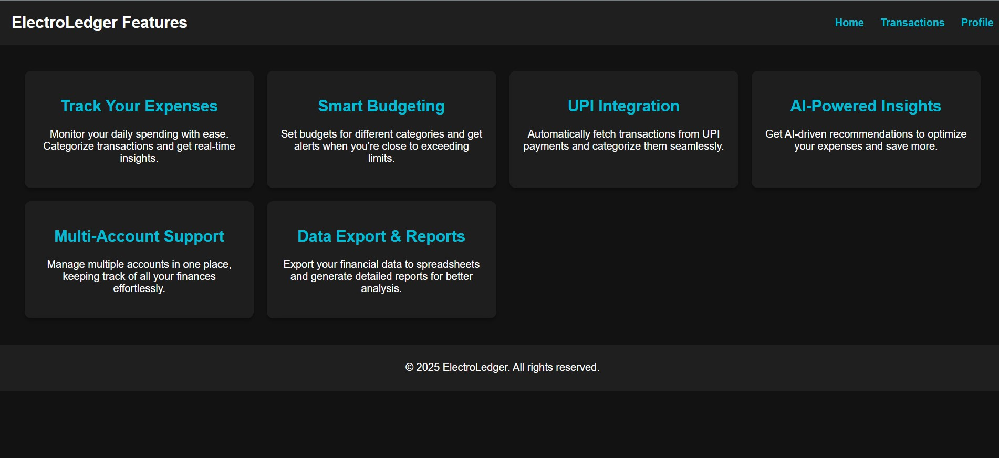 ElectroLedger Features
Home Transactions Profile
Track Your Expenses
Monitor your daily spending with ease.
Categorize transactions and get real-time
insights.
Smart Budgeting
Set budgets for different categories and get
alerts when you're close to exceeding
limits.
UPI Integration
Automatically fetch transactions from UPI
payments and categorize them seamlessly.
AI-Powered Insights
Get AI-driven recommendations to optimize
your expenses and save more.
Multi-Account Support
Manage multiple accounts in one place,
keeping track of all your finances
effortlessly.
Data Export & Reports
Export your financial data to spreadsheets
and generate detailed reports for better
analysis.
© 2025 ElectroLedger. All rights reserved.